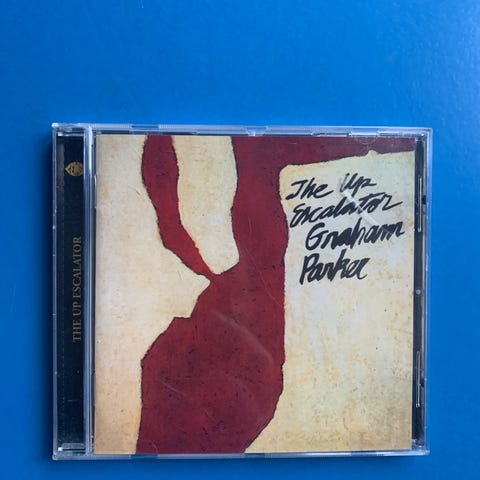 THE UP ESCALATOR
The Up
Escalator
Graham
Parker